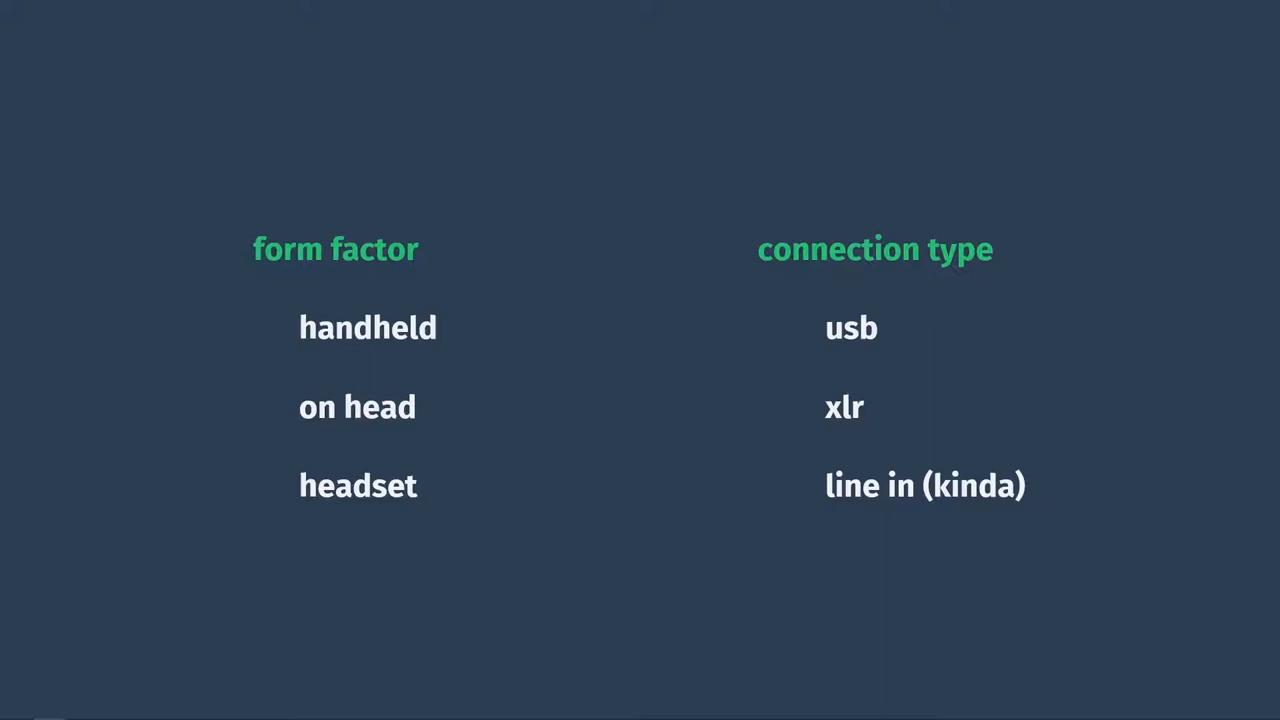 form factor
handheld
on head
headset
connection type
usb
xlr
line in (kinda)